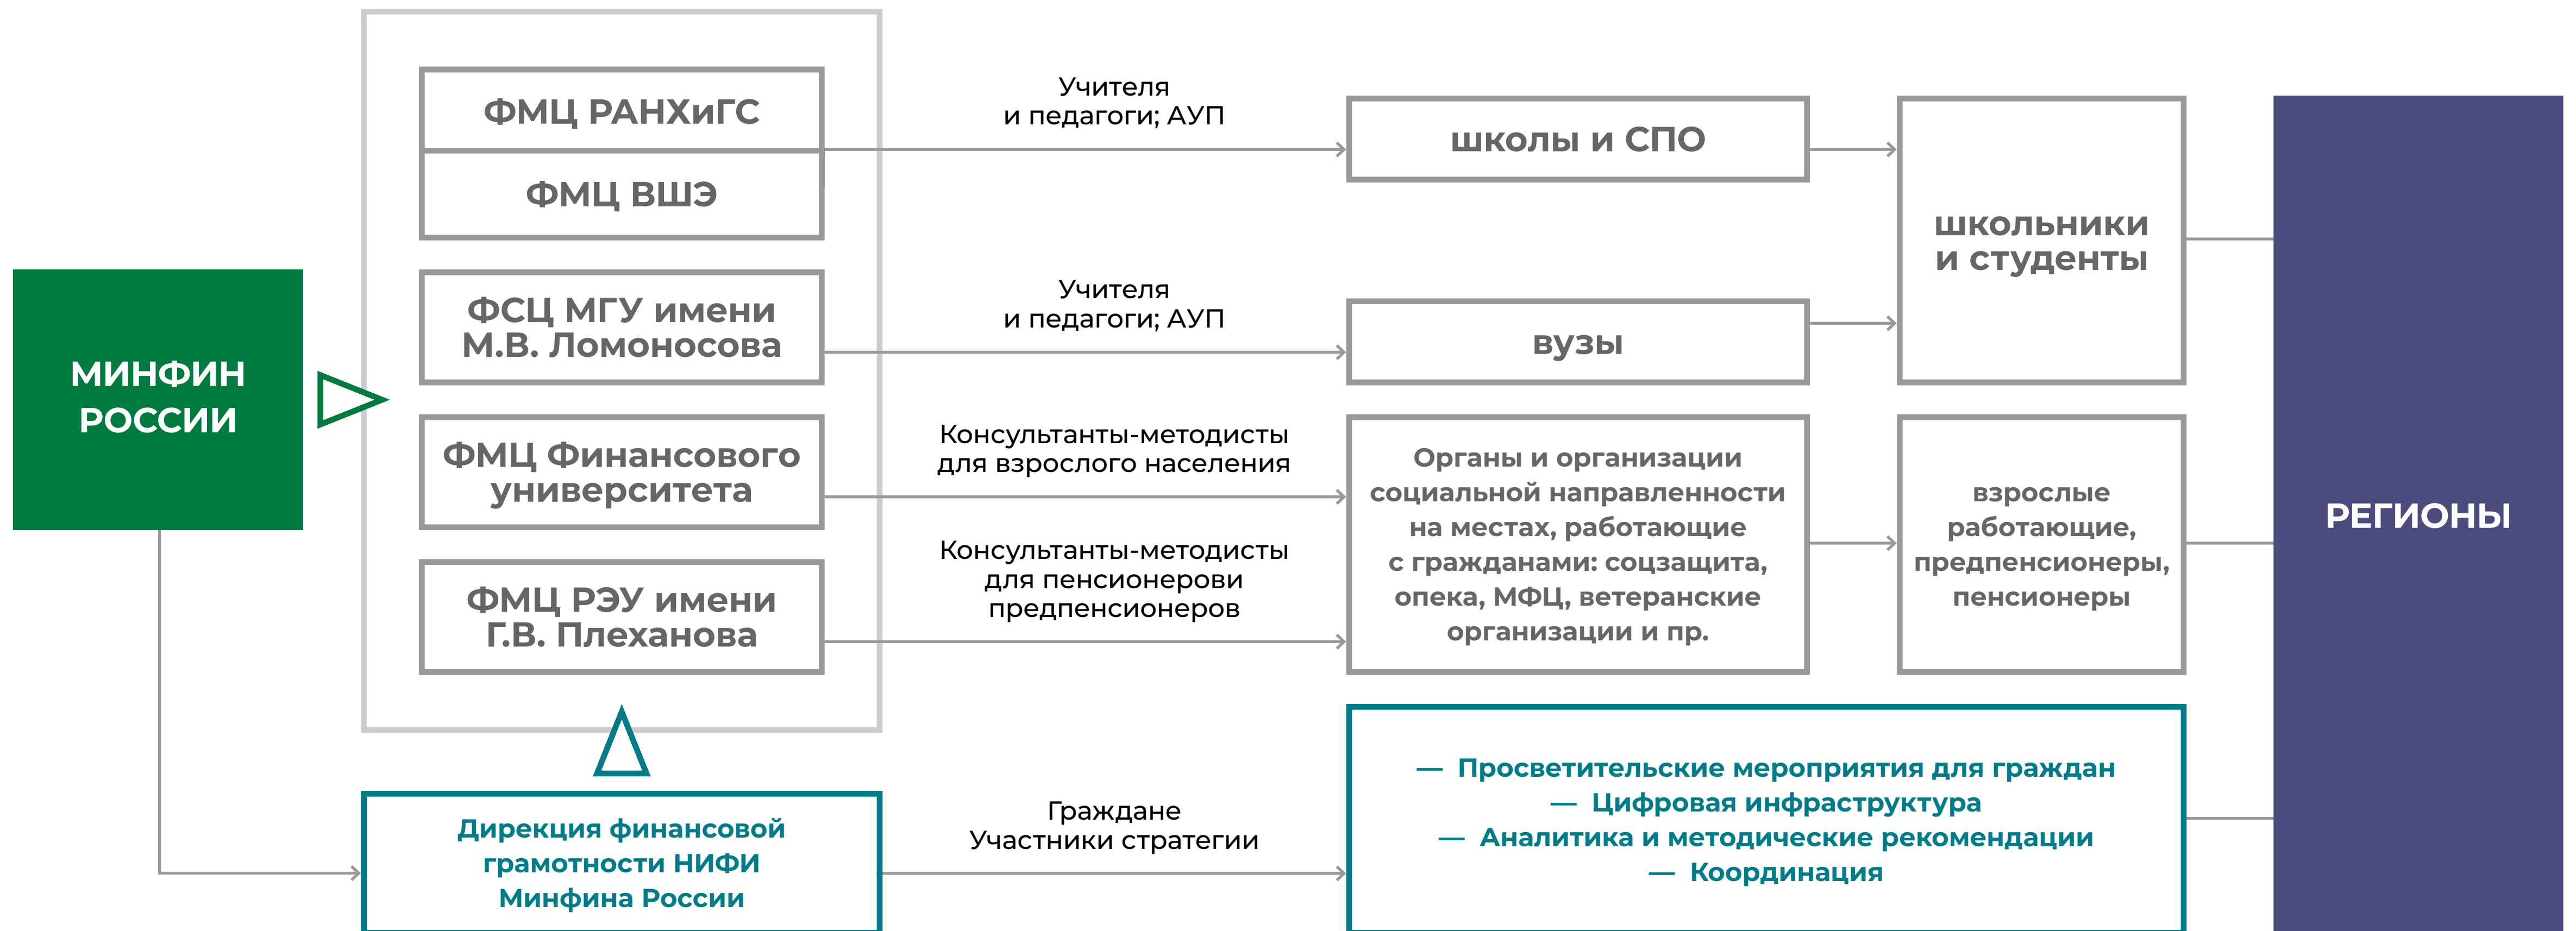 МИНФИН
РОССИИ
ФМЦ РАНХиГС
ФМЦ ВШЭ
ФСЦ МГУ имени
М.В. Ломоносова
ФМЦ Финансового
университета
ФМЦ РЭУ имени
Г.В. Плеханова
Дирекция финансовой
грамотности НИФИ
Минфина России
Учителя
и педагоги; АУП
Учителя
и педагоги; АУП
Консультанты-методисты
для взрослого населения
Консультанты-методисты
для пенсионерови
предпенсионеров
Граждане
Участники стратегии
школы и СПО
вузы
Органы и организации
социальной направленности
на местах, работающие
с гражданами: соцзащита,
опека, МФЦ, ветеранские
организации и пр.
школьники
и студенты
взрослые
работающие,
предпенсионеры,
пенсионеры
— Просветительские мероприятия для граждан
— Цифровая инфраструктура
— Аналитика и методические рекомендации
— Координация
РЕГИОНЫ